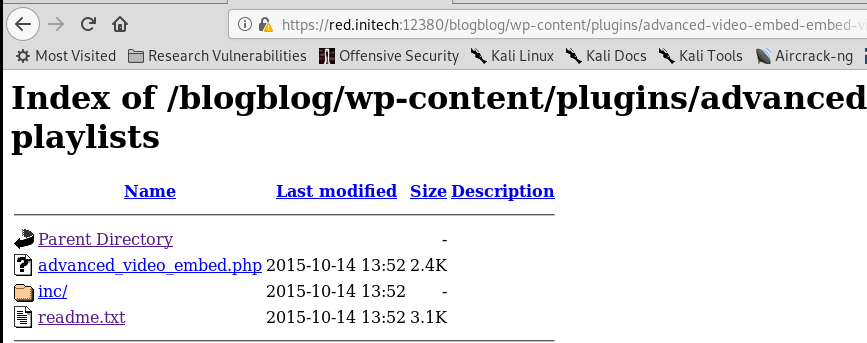 https://red.initech:12380/blogblog/wp-content/plugins/advanced-video-embed-embed-v
Most Visited Research Vulnerabilities Offensive Security Kali Linux Kali Docs Kali Tools Aircrack-ng
Index of /blogblog/wp-content/plugins/advanced
playlists
Name Last modified Size Description
Parent Directory -
advanced_video_embed.php 2015-10-14 13:52 2.4K
inc/ 2015-10-14 13:52 -
readme.txt 2015-10-14 13:52 3.1K